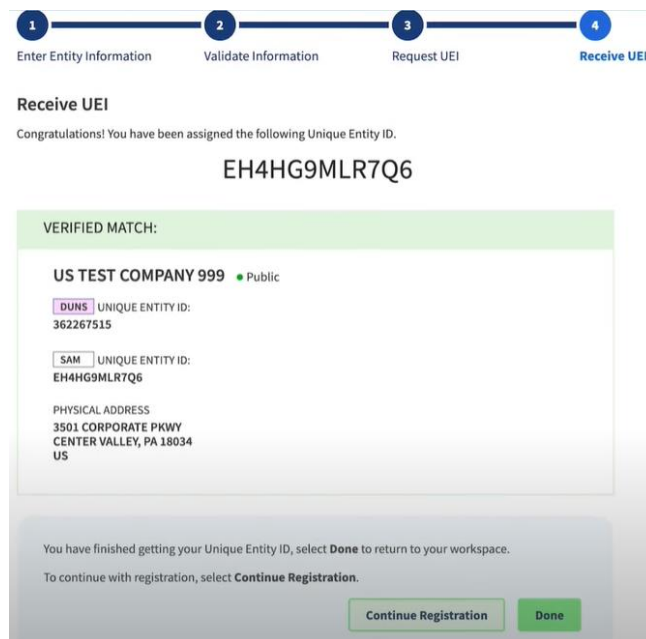 1
2
3
4
Enter Entity Information
Validate Information
Request UEI
Receive UEI
Receive UEI
Congratulations! You have been assigned the following Unique Entity ID.
EH4HG9MLR7Q6
VERIFIED MATCH:
US TEST COMPANY 999 • Public
DUNS UNIQUE ENTITY ID:
362267515
SAM UNIQUE ENTITY ID:
EH4HG9MLR7Q6
PHYSICAL ADDRESS
3501 CORPORATE PKWY
CENTER VALLEY, PA 18034
US
You have finished getting your Unique Entity ID, select Done to return to your workspace.
To continue with registration, select Continue Registration.
Continue Registration
Done